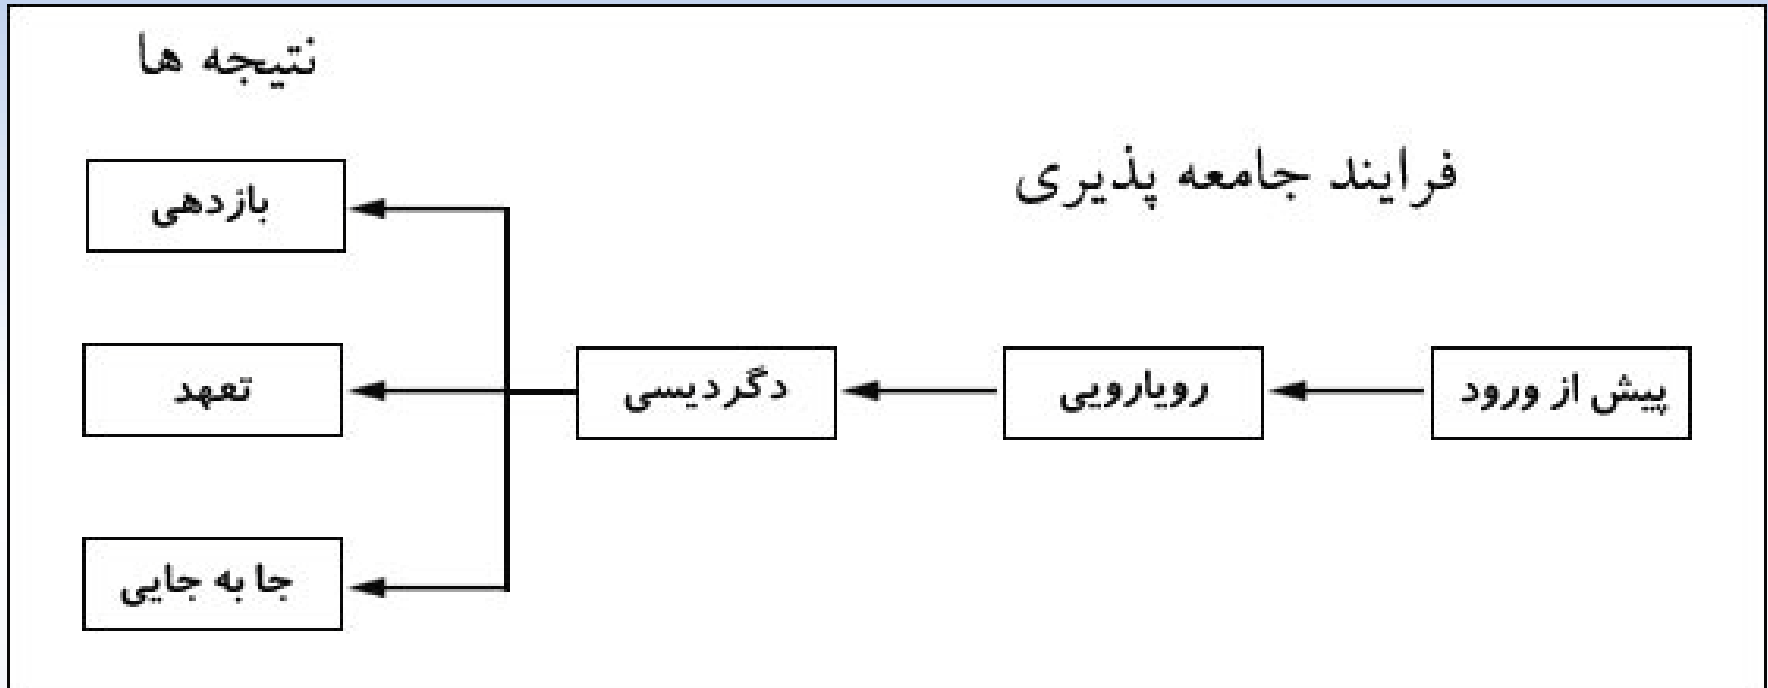 نتیجه ها
فرایند جامعه پذیری
بازدهی
پیش از ورود
رویارویی
دگردیسی
تعهد
جا به جایی